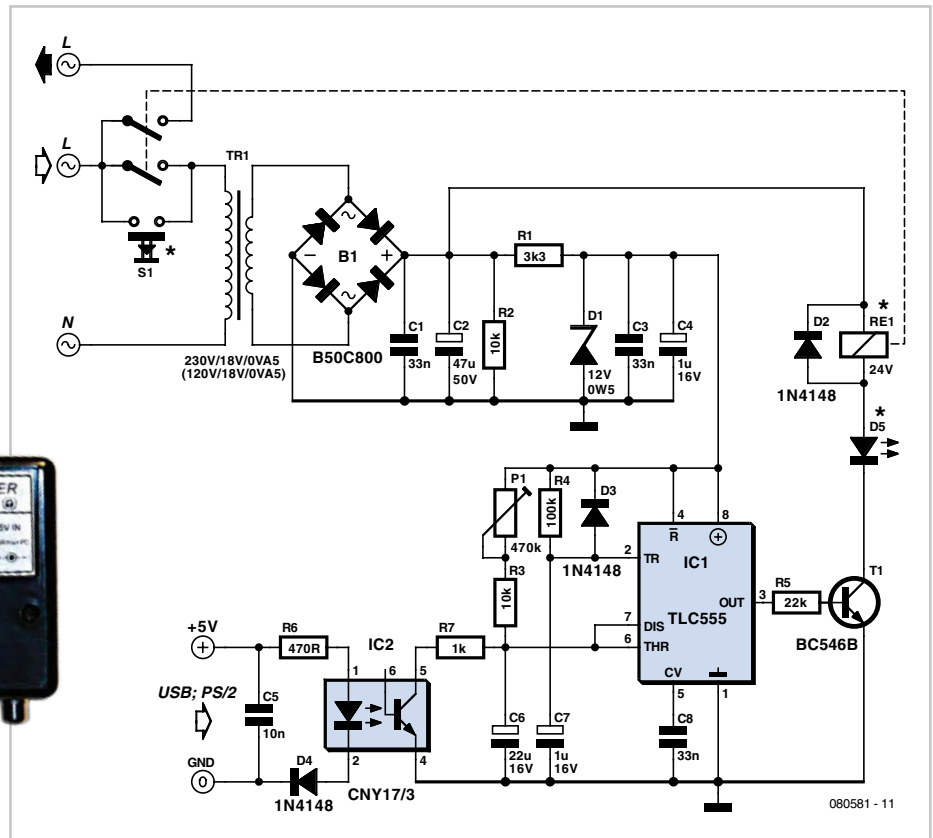 L
L
N
S1
*
TR1
230V/18V/0VA5
(120V/18V/0VA5)
B1
B50C800
C1
33n
C2
47u
50V
R2
10k
R1
3k3
D1
12V
0W5
C3
33n
C4
1u
16V
D2
1N4148
*
RE1
24V
*
D5
P1
470k
R4
100k
D3
1N4148
R3
10k
4
R
8
2
TR
IC1
TLC555
7
DIS
6
THR
OUT
3
CV
5
1
R5
22k
T1
BC546B
+5V
R6
470R
IC2
R7
1k
USB; PS/2
C5
10n
GND
0
D4
1N4148
1
6
5
2
4
CNY17/3
C6
22u
16V
C7
1u
16V
C8
33n
080581 - 11
ER
5V IN